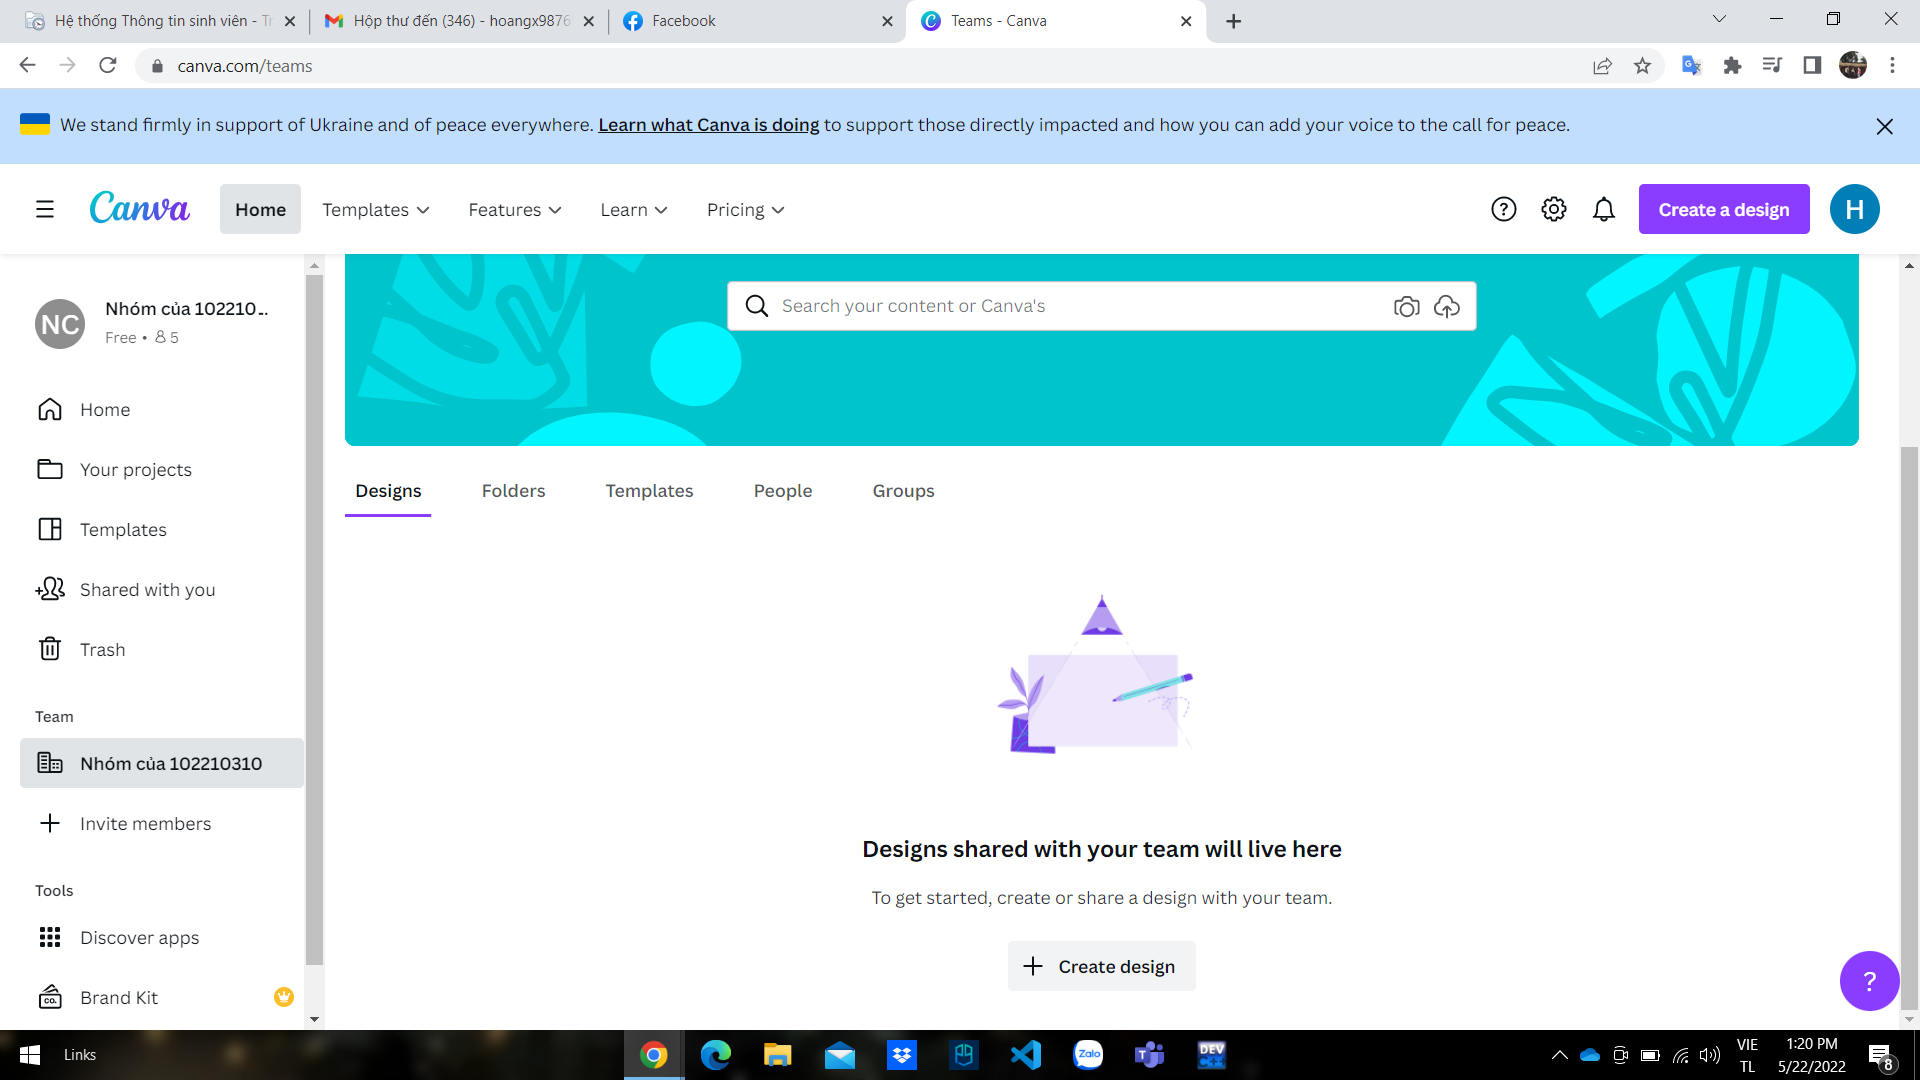 Hệ thống Thông tin sinh viên - Tr
Hộp thư đến (346) - hoangx9876
Facebook
Teams - Canva
canva.com/teams
We stand firmly in support of Ukraine and of peace everywhere. Learn what Canva is doing to support those directly impacted and how you can add your voice to the call for peace.
Canva
Home
Templates
Features
Learn
Pricing
Create a design
H
NC
Nhóm của 102210...
Free • 5
Search your content or Canva's
Home
Your projects
Templates
Shared with you
Trash
Team
Nhóm của 102210310
Invite members
Tools
Discover apps
CO.
Brand Kit
Designs
Folders
Templates
People
Groups
Designs shared with your team will live here
To get started, create or share a design with your team.
Create design
?
Links
Zalo
DEV
VIE
TL
1:20 PM
5/22/2022
8